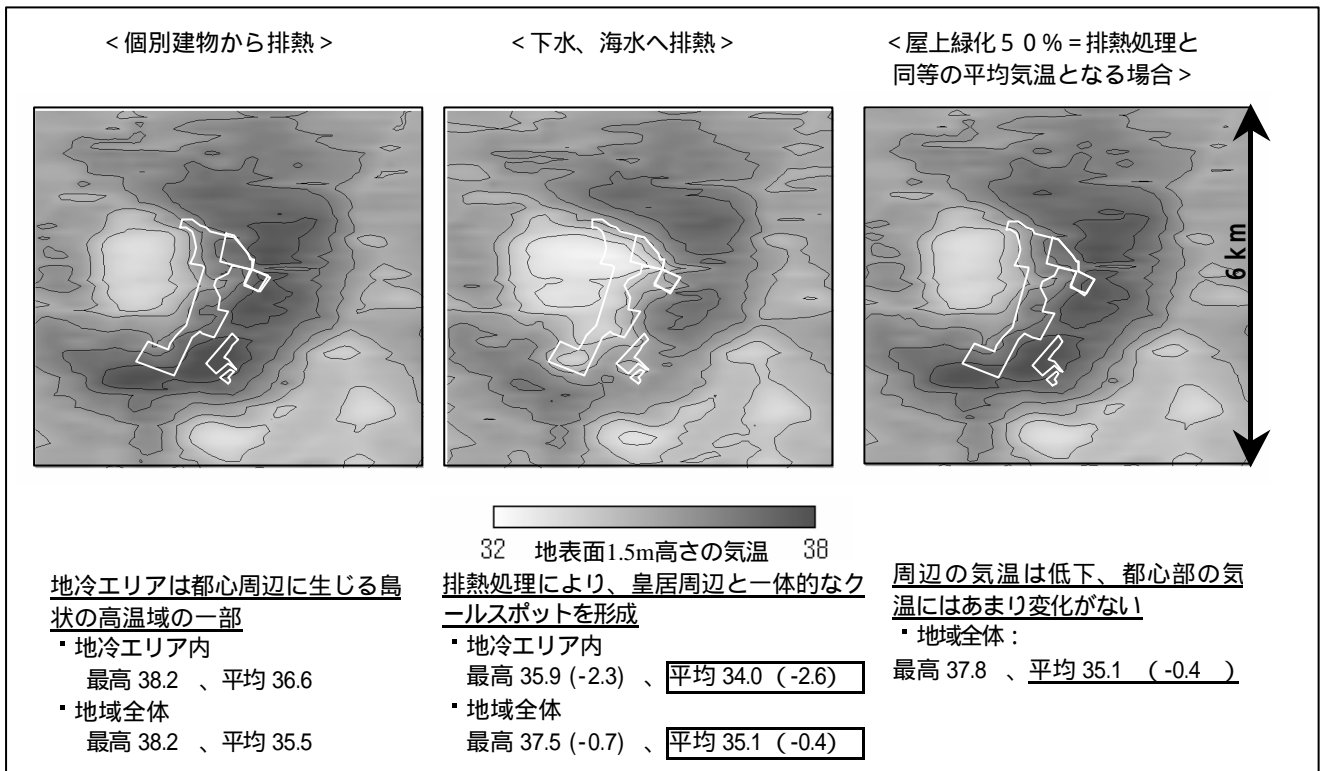 ＜個別建物から排熱＞
＜下水、海水へ排熱＞
＜屋上緑化５０％＝排熱処理と
同等の平均気温となる場合＞
6km
32 地表面1.5m高さの気温 38
地冷エリアは都心周辺に生じる島
状の高温域の一部
・地冷エリア内
最高 38.2 、平均 36.6
・地域全体
最高 38.2 、平均 35.5
排熱処理により、皇居周辺と一体的なク
ールスポットを形成
・地冷エリア内
最高 35.9 (-2.3) 、平均 34.0 （-2.6）
・地域全体
最高 37.5 (-0.7) 、平均 35.1 （-0.4）
周辺の気温は低下、都心部の気
温にはあまり変化がない
・地域全体：
最高 37.8 、平均 35.1 （-0.4 ）